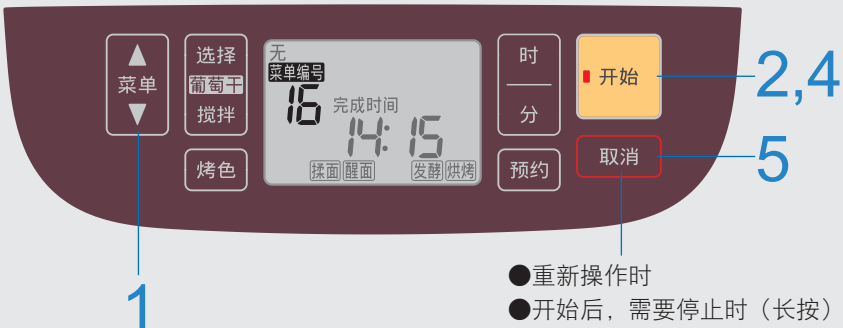 ▲
菜单
▼
选择
葡萄干
搅拌
烤色
无
菜单编号
16
完成时间
14:15
揉面 醒面 发酵 烘烤
时
分
预约
开始
取消
2,4
5
1
●重新操作时
●开始后，需要停止时（长按）